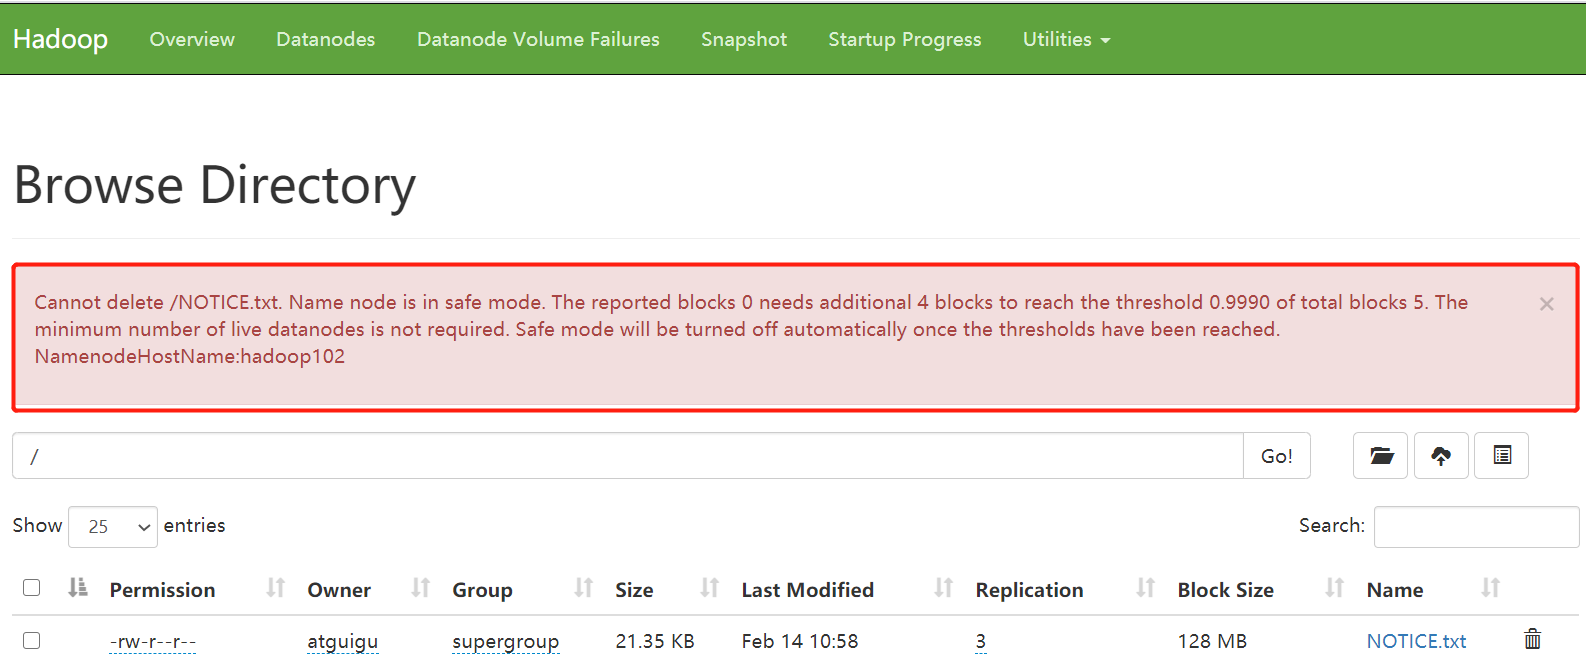 Hadoop Overview Datanodes Datanode Volume Failures Snapshot Startup Progress Utilities
Browse Directory
Cannot delete /NOTICE.txt. Name node is in safe mode. The reported blocks 0 needs additional 4 blocks to reach the threshold 0.9990 of total blocks 5. The
minimum number of live datanodes is not required. Safe mode will be turned off automatically once the thresholds have been reached.
NamenodeHostName:hadoop102
×
/ Go!
Show 25 entries Search:
Permission Owner Group Size Last Modified Replication Block Size Name
-rw-r--r-- atguigu supergroup 21.35 KB Feb 14 10:58 3 128 MB NOTICE.txt